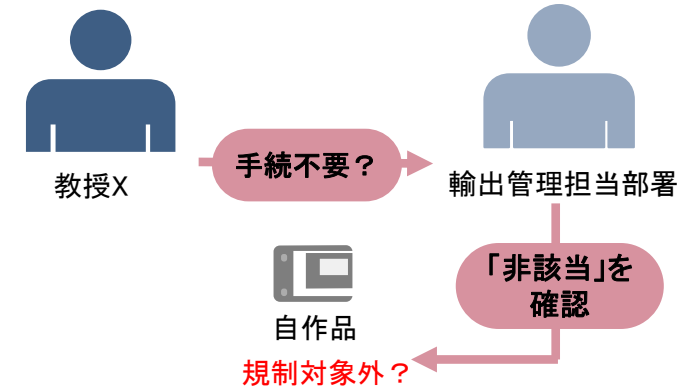 手続不要？
教授X
輸出管理担当部署
「非該当」を
確認
自作品
規制対象外？